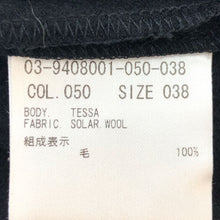 03-9408001-050-038
COL. 050 SIZE 038
BODY. TESSA
FABRIC. SOLAR. WOOL
組成表示
毛 100%